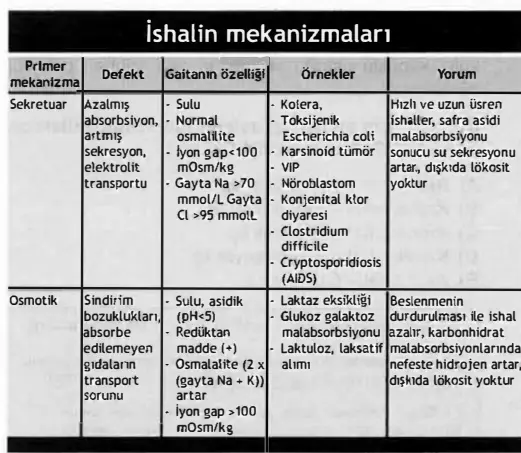 İshalin mekanizmaları
Primer
mekanizma
Defekt
Gaitanın özelliği
Örnekler
Yorum
Sekretuar
Azalmış
absorbsiyon,
artmış
sekresyon,
elektrolit
transportu
- Sulu
- Normal
osmalilite
- İyon gap<100
mOsm/kg
- Gayta Na >70
mmol/L Gayta
Cl >95 mmolt
- Kolera,
- Toksijenik
Escherichia coli
- Karsinoid tümör
- VIP
- Nöroblastom
- Konjenital klor
diyaresi
- Clostridium
difficile
- Cryptosporidiosis
(AIDS)
Hızlı ve uzun üsren
ishaller, safra asidi
malabsorbsiyonu
sonucu su sekresyonu
artar., dışkıda lökosit
yoktur
Osmotik
Sindirim
bozuklukları,
absorbe
edilemeyen
gıdaların
transport
sorunu
- Sulu, asidik
(pH<5)
- Redüktan
madde (+)
- Osmalalite (2 x
(gayta Na + K))
artar
- İyon gap >100
mOsm/kg
- Laktaz eksikliği
- Glukoz galaktoz
malabsorbsiyonu
- Laktuloz, laksatif
alımı
Beslenmenin
durdurulması ile ishal
azalır, karbonhidrat
malabsorbsiyonlarında
nefeste hidrojen artar,
dışkıda lökosit yoktur